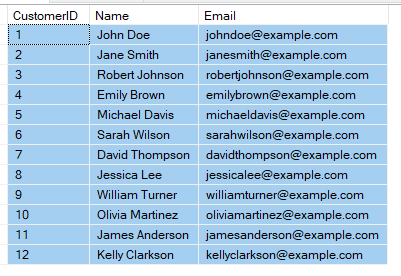 CustomerID Name Email
1 John Doe johndoe@example.com
2 Jane Smith janesmith@example.com
3 Robert Johnson robertjohnson@example.com
4 Emily Brown emilybrown@example.com
5 Michael Davis michaeldavis@example.com
6 Sarah Wilson sarahwilson@example.com
7 David Thompson davidthompson@example.com
8 Jessica Lee jessicalee@example.com
9 William Turner williamturner@example.com
10 Olivia Martinez oliviamartinez@example.com
11 James Anderson jamesanderson@example.com
12 Kelly Clarkson kellyclarkson@example.com